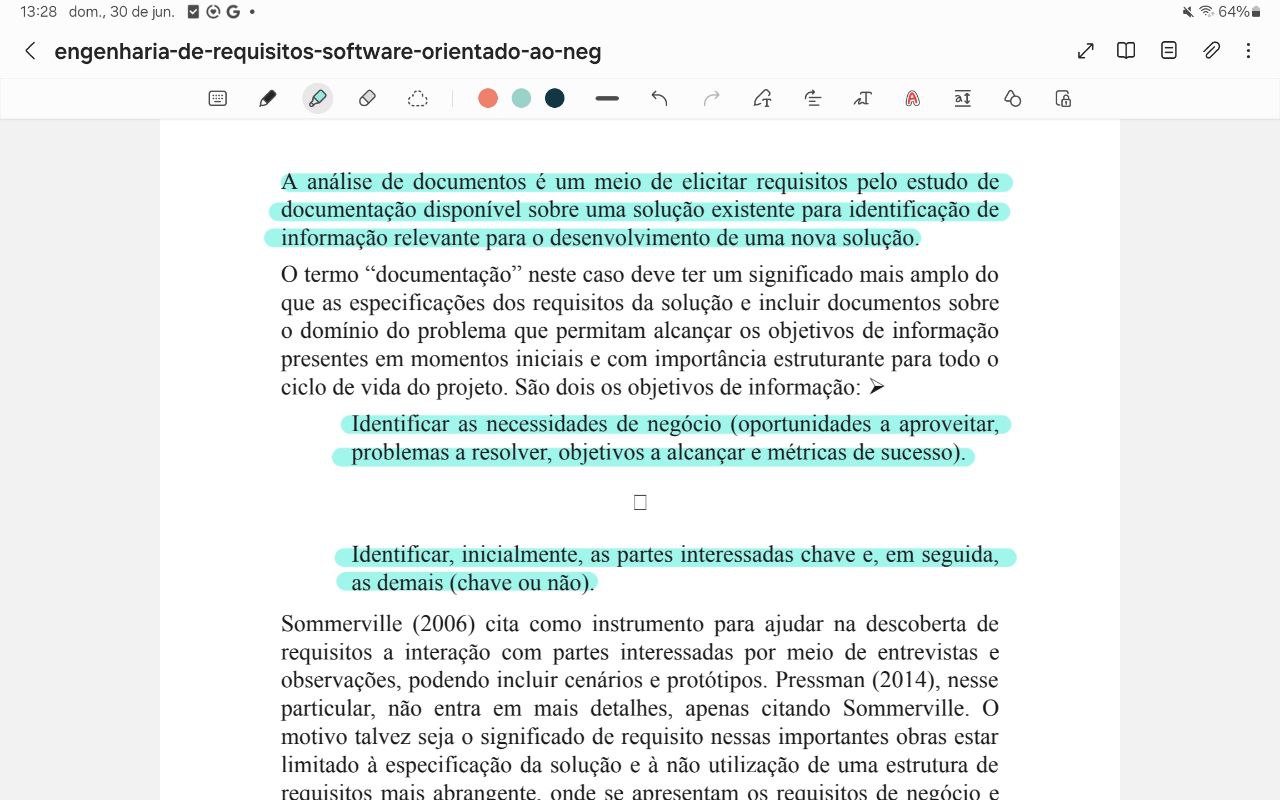 13:28 dom., 30 de jun.
64%
engenharia-de-requisitos-software-orientado-ao-neg
A análise de documentos é um meio de elicitar requisitos pelo estudo de
documentação disponível sobre uma solução existente para identificação de
informação relevante para o desenvolvimento de uma nova solução.
O termo “documentação” neste caso deve ter um significado mais amplo do
que as especificações dos requisitos da solução e incluir documentos sobre
o domínio do problema que permitam alcançar os objetivos de informação
presentes em momentos iniciais e com importância estruturante para todo o
ciclo de vida do projeto. São dois os objetivos de informação: ➢
Identificar as necessidades de negócio (oportunidades a aproveitar,
problemas a resolver, objetivos a alcançar e métricas de sucesso).
Identificar, inicialmente, as partes interessadas chave e, em seguida,
as demais (chave ou não).
Sommerville (2006) cita como instrumento para ajudar na descoberta de
requisitos a interação com partes interessadas por meio de entrevistas e
observações, podendo incluir cenários e protótipos. Pressman (2014), nesse
particular, não entra em mais detalhes, apenas citando Sommerville. O
motivo talvez seja o significado de requisito nessas importantes obras estar
limitado à especificação da solução e à não utilização de uma estrutura de
requisitos mais abrangente, onde se apresentam os requisitos de negócio e